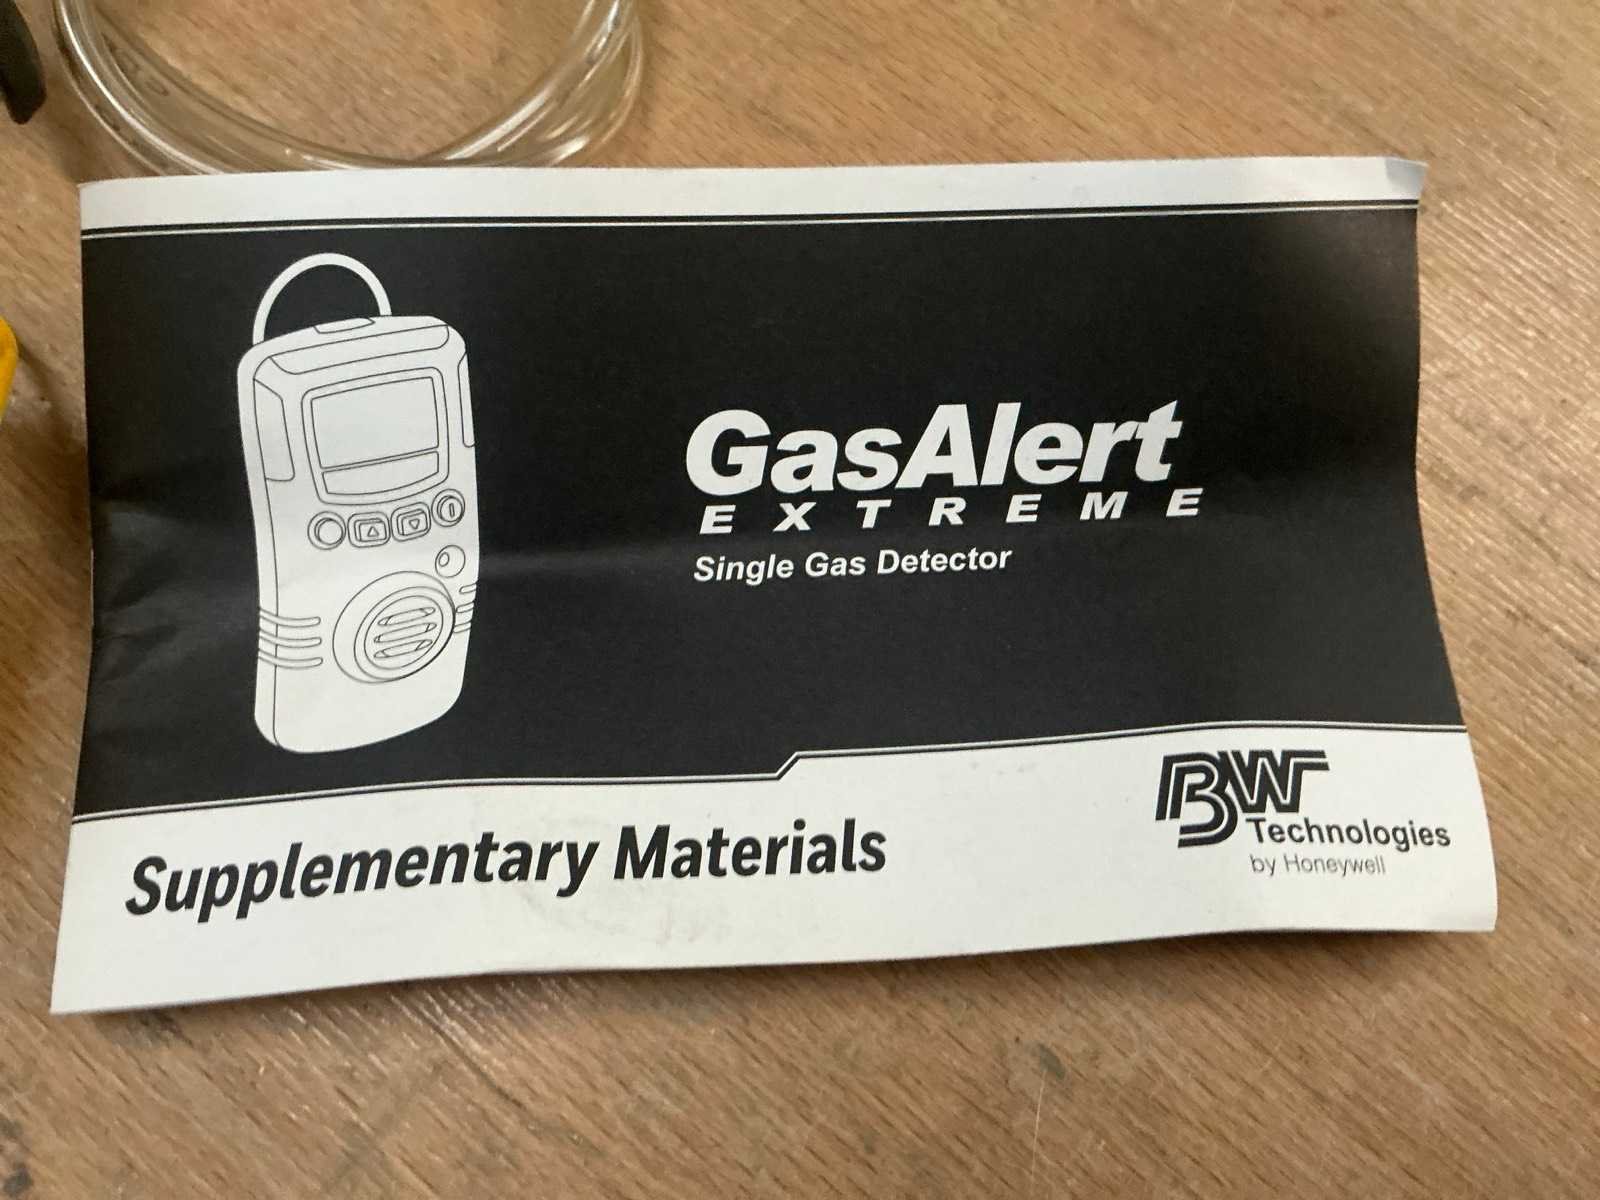 GasAlert
EXTREME
Single Gas Detector
Supplementary Materials
BW
Technologies
by Honeywell